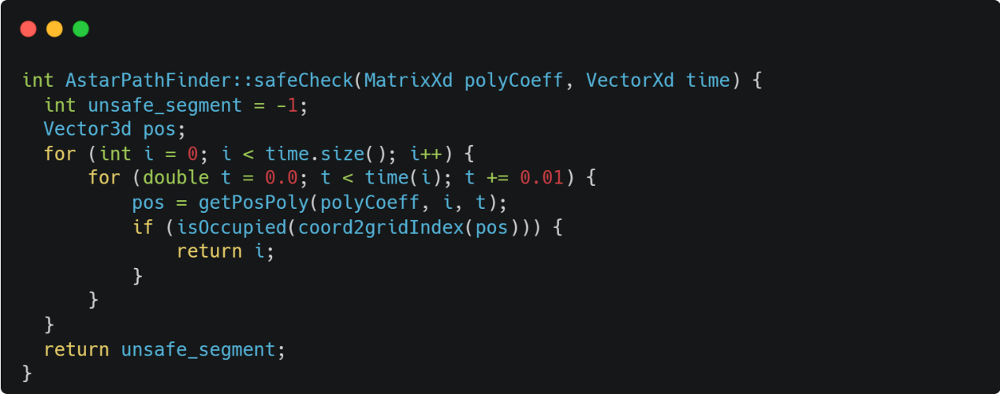 int AstarPathFinder::safeCheck(MatrixXd polyCoeff, VectorXd time) {
  int unsafe_segment = -1;
  Vector3d pos;
  for (int i = 0; i < time.size(); i++) {
      for (double t = 0.0; t < time(i); t += 0.01) {
          pos = getPosPoly(polyCoeff, i, t);
          if (isOccupied(coord2gridIndex(pos))) {
              return i;
          }
      }
  }
  return unsafe_segment;
}